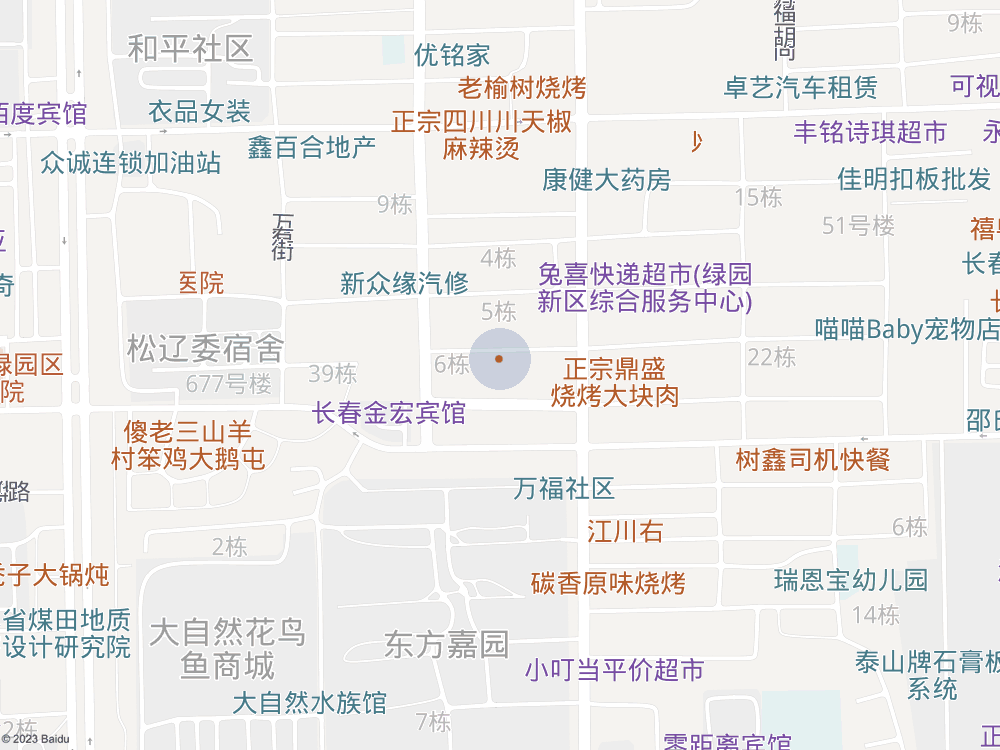 9栋
和平社区
优铭家
老榆树烧烤
卓艺汽车租赁
可视
百度宾馆
衣品女装
正宗四川川天椒
麻辣烫
丰铭诗琪超市
永
众诚连锁加油站
鑫百合地产
康健大药房
佳明扣板批发
15栋
9栋
51号楼
万春街
4栋
禧
长春
医院
新众缘汽修
兔喜快递超市(绿园
新区综合服务中心)
奇
5栋
喵喵Baby宠物店
松辽委宿舍
22栋
绿园区
院
6栋
39栋
677号楼
正宗鼎盛
烧烤大块肉
长春金宏宾馆
傻老三山羊
村笨鸡大鹅屯
树鑫司机快餐
路
万福社区
江川右
6栋
2栋
子大锅炖
碳香原味烧烤
瑞恩宝幼儿园
省煤田地质
设计研究院
14栋
大自然花鸟
鱼商城
东方嘉园
小叮当平价超市
泰山牌石膏板
系统
大自然水族馆
7栋
2栋
零距离宾馆
正
© 2023 Baidu